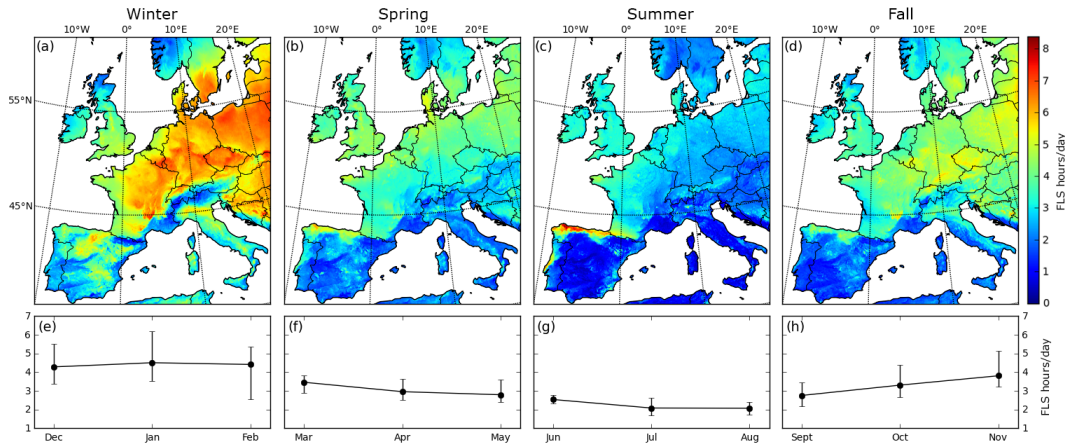 Winter Spring Summer Fall
10°W 0° 10°E 20°E 10°W 0° 10°E 20°E 10°W 0° 10°E 20°E 10°W 0° 10°E 20°E
(a) (b) (c) (d)
55°N
45°N
8
7
6
5
4
3
2
1
0
FLS hours/day
(e) (f) (g) (h)
7 7
6 6
5 5
4 4
3 3
2 2
1 1
FLS hours/day
Dec Jan Feb Mar Apr May Jun Jul Aug Sept Oct Nov